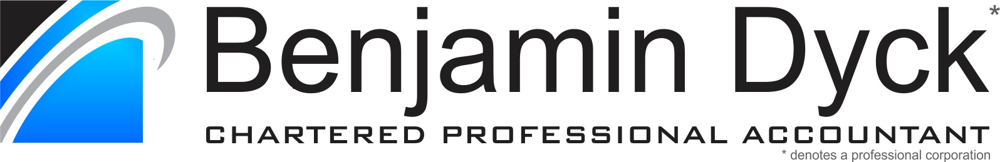 Benjamin Dyck*
CHARTERED PROFESSIONAL ACCOUNTANT
* denotes a professional corporation